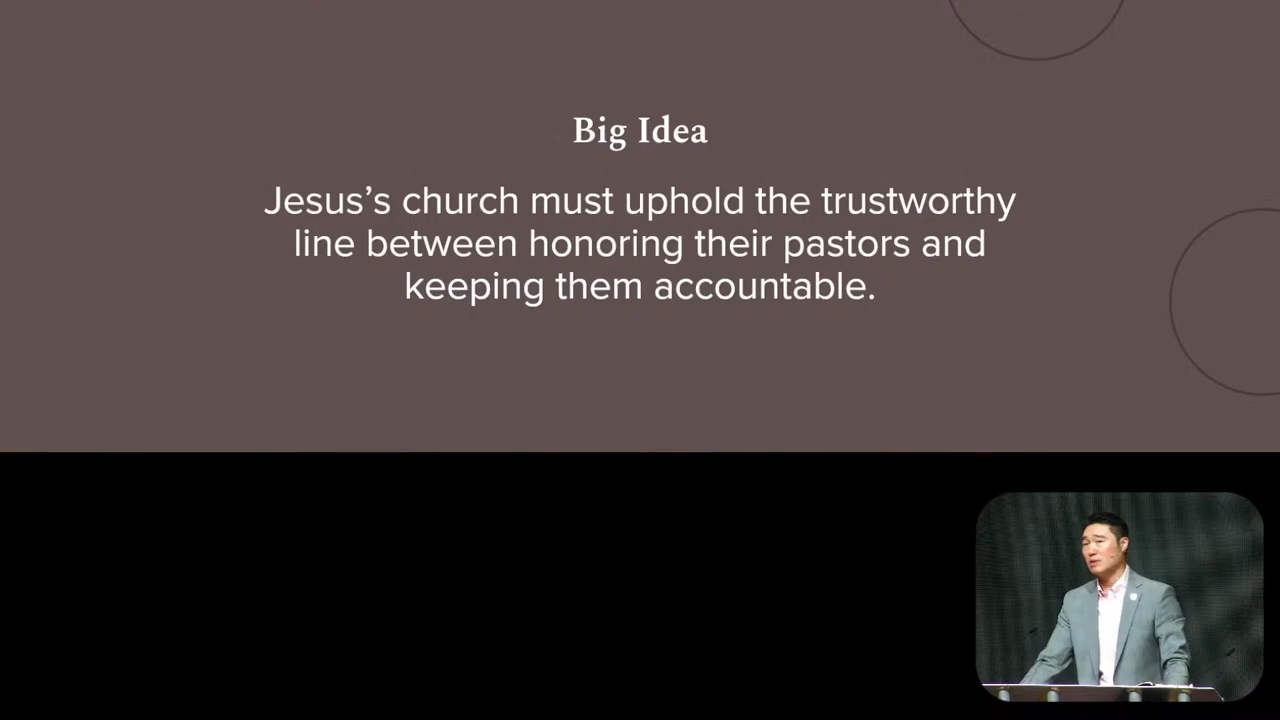 Big Idea
Jesus’s church must uphold the trustworthy
line between honoring their pastors and
keeping them accountable.